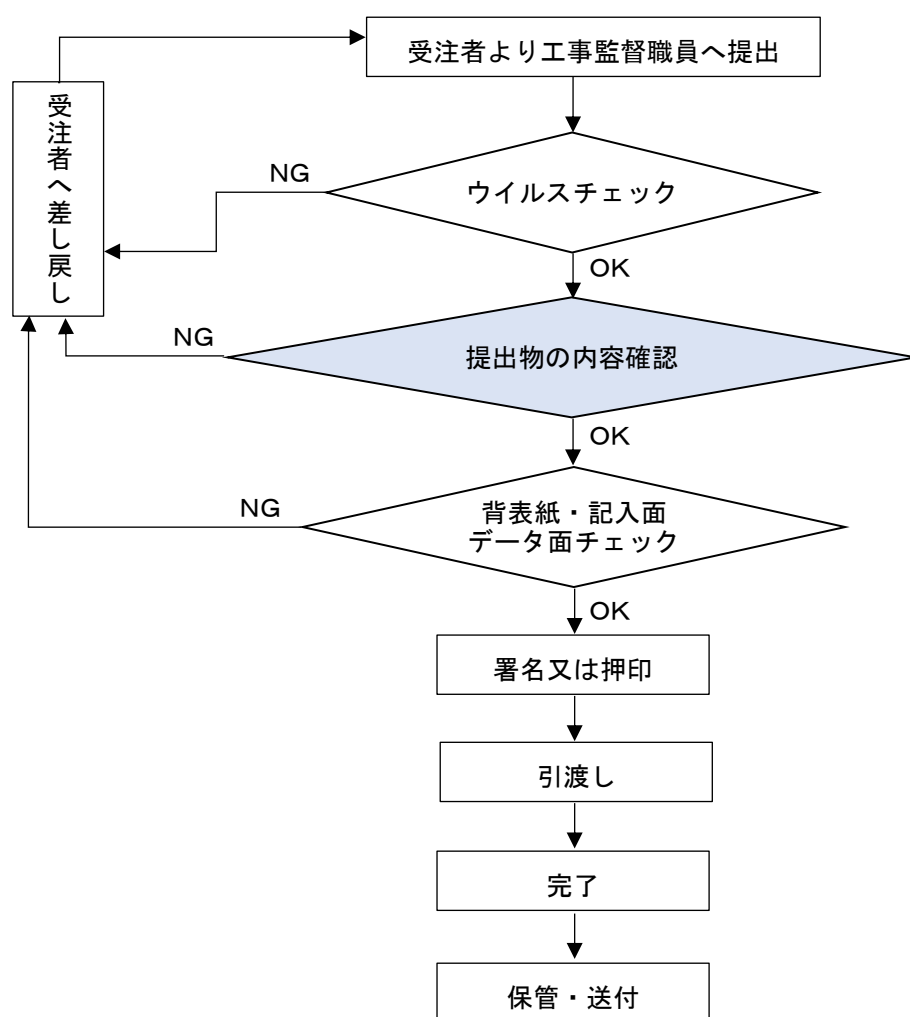 受注者より工事監督職員へ提出
受注者へ差し戻し
NG
ウイルスチェック
OK
NG
提出物の内容確認
OK
NG
背表紙・記入面
データ面チェック
OK
署名又は押印
引渡し
完了
保管・送付